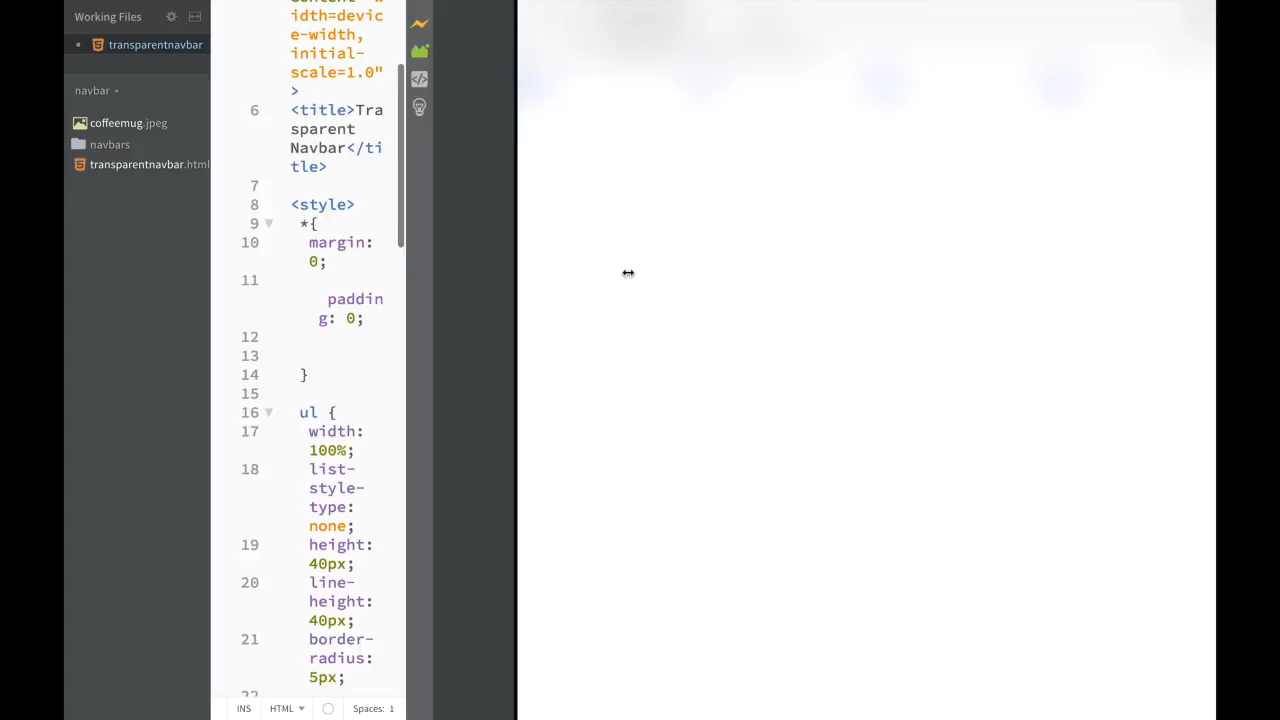 Working Files
transparentnavbar
navbar
coffeemug.jpeg
navbars
transparentnavbar.html
idth=devic
e-width,
initial-
scale=1.0"
>
6 <title>Tra
sparent
Navbar</ti
tle>
7
8 <style>
9 *{
10 margin:
0;
11
paddin
g: 0;
12
13
14 }
15
16 ul {
17 width:
100%;
18 list-
style-
type:
none;
19 height:
40px;
20 line-
height:
40px;
21 border-
radius:
5px;
22
INS HTML Spaces: 1